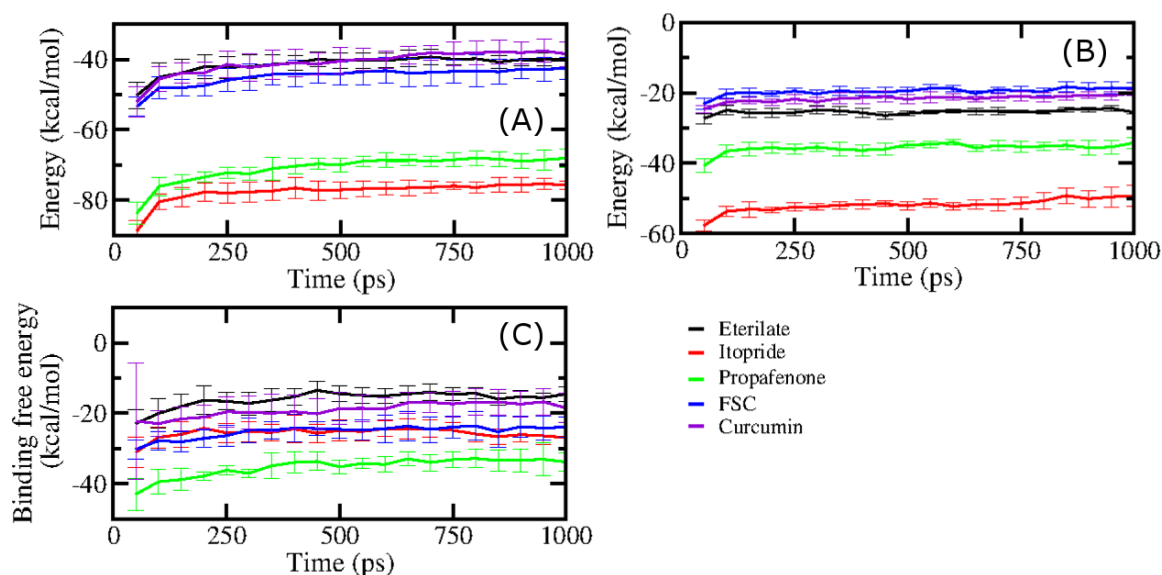 (A)
Energy (kcal/mol)
-40
-60
-80
0 250 500 750 1000
Time (ps)
(B)
Energy (kcal/mol)
0
-20
-40
-60
0 250 500 750 1000
Time (ps)
(C)
Binding free energy
(kcal/mol)
0
-20
-40
0 250 500 750 1000
Time (ps)
Eterilate
Itopride
Propafenone
FSC
Curcumin